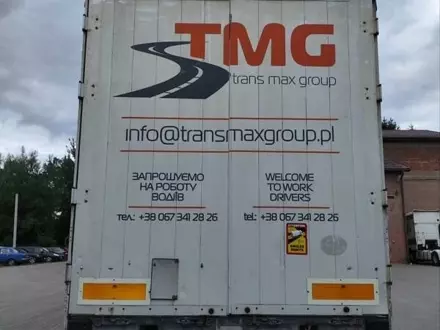 TMG
trans max group
info@transmaxgroup.pl
ЗАПРОШУЄМО
НА РОБОТУ
ВОДІЇВ
тел.: +38 067 341 28 26
WELCOME
TO WORK
DRIVERS
tel.: +38 067 341 28 26